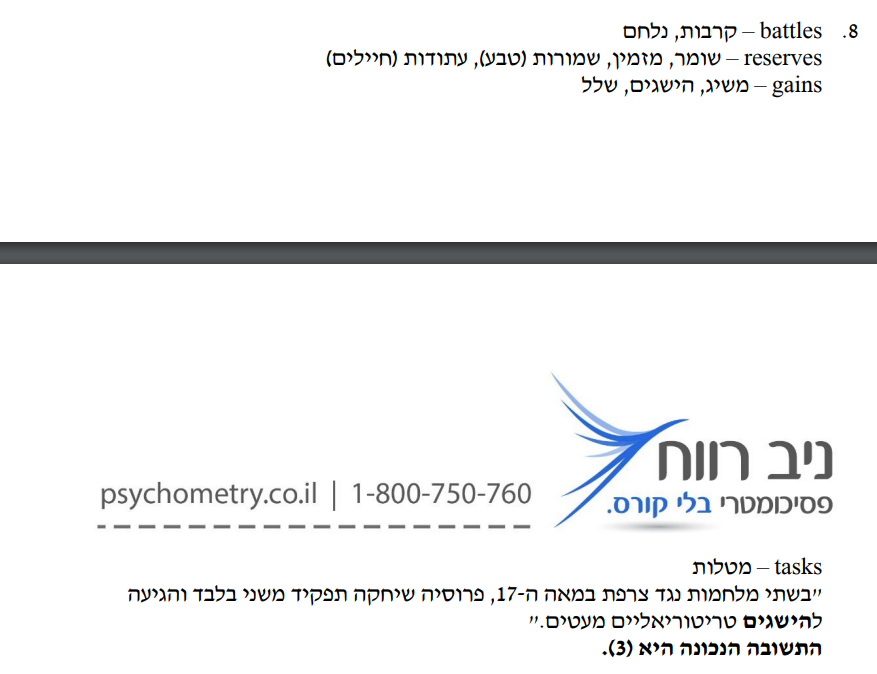 8. battles – קרבות, נלחם
reserves – שומר, מזמין, שמורות (טבע), עתודות (חיילים)
gains – משיג, הישגים, שלל
ניב רווח
פסיכומטרי בלי קורס.
psychometry.co.il | 1-800-750-760
tasks – מטלות
"בשתי מלחמות נגד צרפת במאה ה-17, פרוסיה שיחקה תפקיד משני בלבד והגיעה
להישגים טריטוריאליים מעטים."
התשובה הנכונה היא (3).